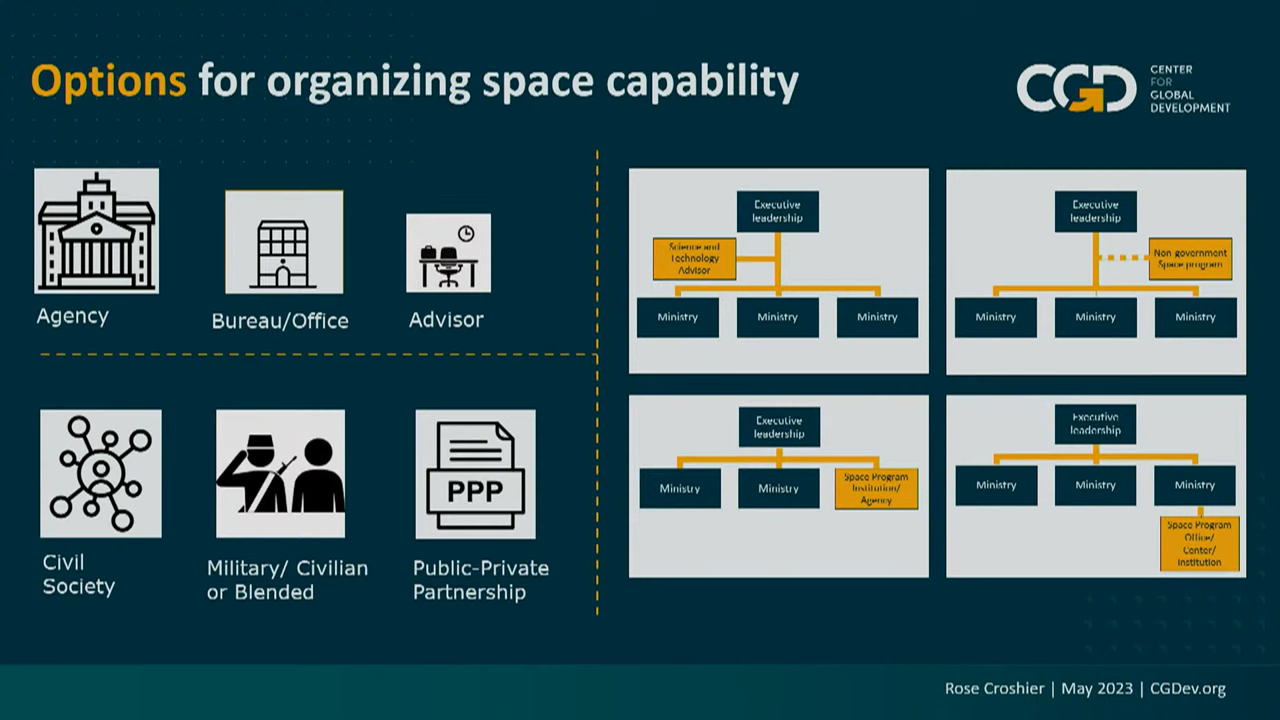 Options for organizing space capability
CGD
CENTER
FOR
GLOBAL
DEVELOPMENT
Agency
Bureau/Office
Advisor
Civil
Society
Military/ Civilian
or Blended
PPP
Public-Private
Partnership
Executive
leadership
Science and
Technology
Advisor
Ministry
Ministry
Ministry
Executive
leadership
Non-government
Space program
Ministry
Ministry
Ministry
Executive
leadership
Ministry
Ministry
Space Program
Institution/
Agency
Executive
leadership
Ministry
Ministry
Ministry
Space Program
Office/
Center/
Institution
Rose Croshier | May 2023 | CGDev.org